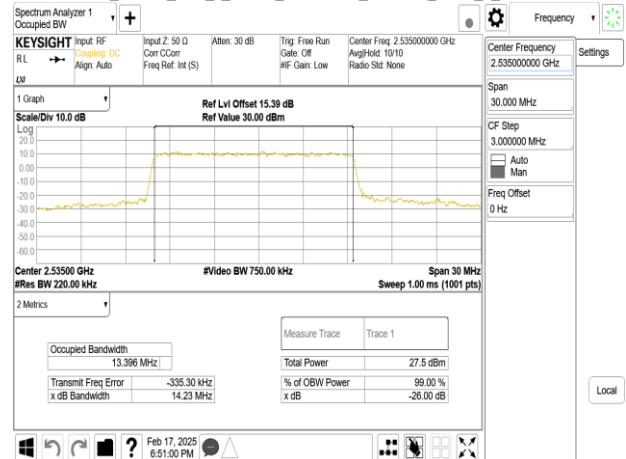 Spectrum Analyzer 1
Occupied BW
Frequency
KEYSIGHT
RL
Input: RF
Coupling: DC
Align: Auto
Input Z: 50 Ω
Corr CCorr
Freq Ref: Int (S)
Atten: 30 dB
Trig: Free Run
Gate: Off
#IF Gain: Low
Center Freq: 2.535000000 GHz
Avg|Hold: 10/10
Radio Std: None
Center Frequency
2.535000000 GHz
Settings
Span
30.000 MHz
CF Step
3.000000 MHz
Auto
Man
Freq Offset
0 Hz
Local
1 Graph
Scale/Div 10.0 dB
Ref Lvl Offset 15.39 dB
Ref Value 30.00 dBm
Log
20.0
10.0
0.00
-10.0
-20.0
-30.0
-40.0
-50.0
-60.0
Center 2.53500 GHz
#Res BW 220.00 kHz
#Video BW 750.00 kHz
Span 30 MHz
Sweep 1.00 ms (1001 pts)
2 Metrics
Measure Trace Trace 1
Occupied Bandwidth
13.396 MHz
Total Power 27.5 dBm
Transmit Freq Error -335.30 kHz
% of OBW Power 99.00 %
x dB Bandwidth 14.23 MHz
x dB -26.00 dB
Feb 17, 2025
6:51:00 PM